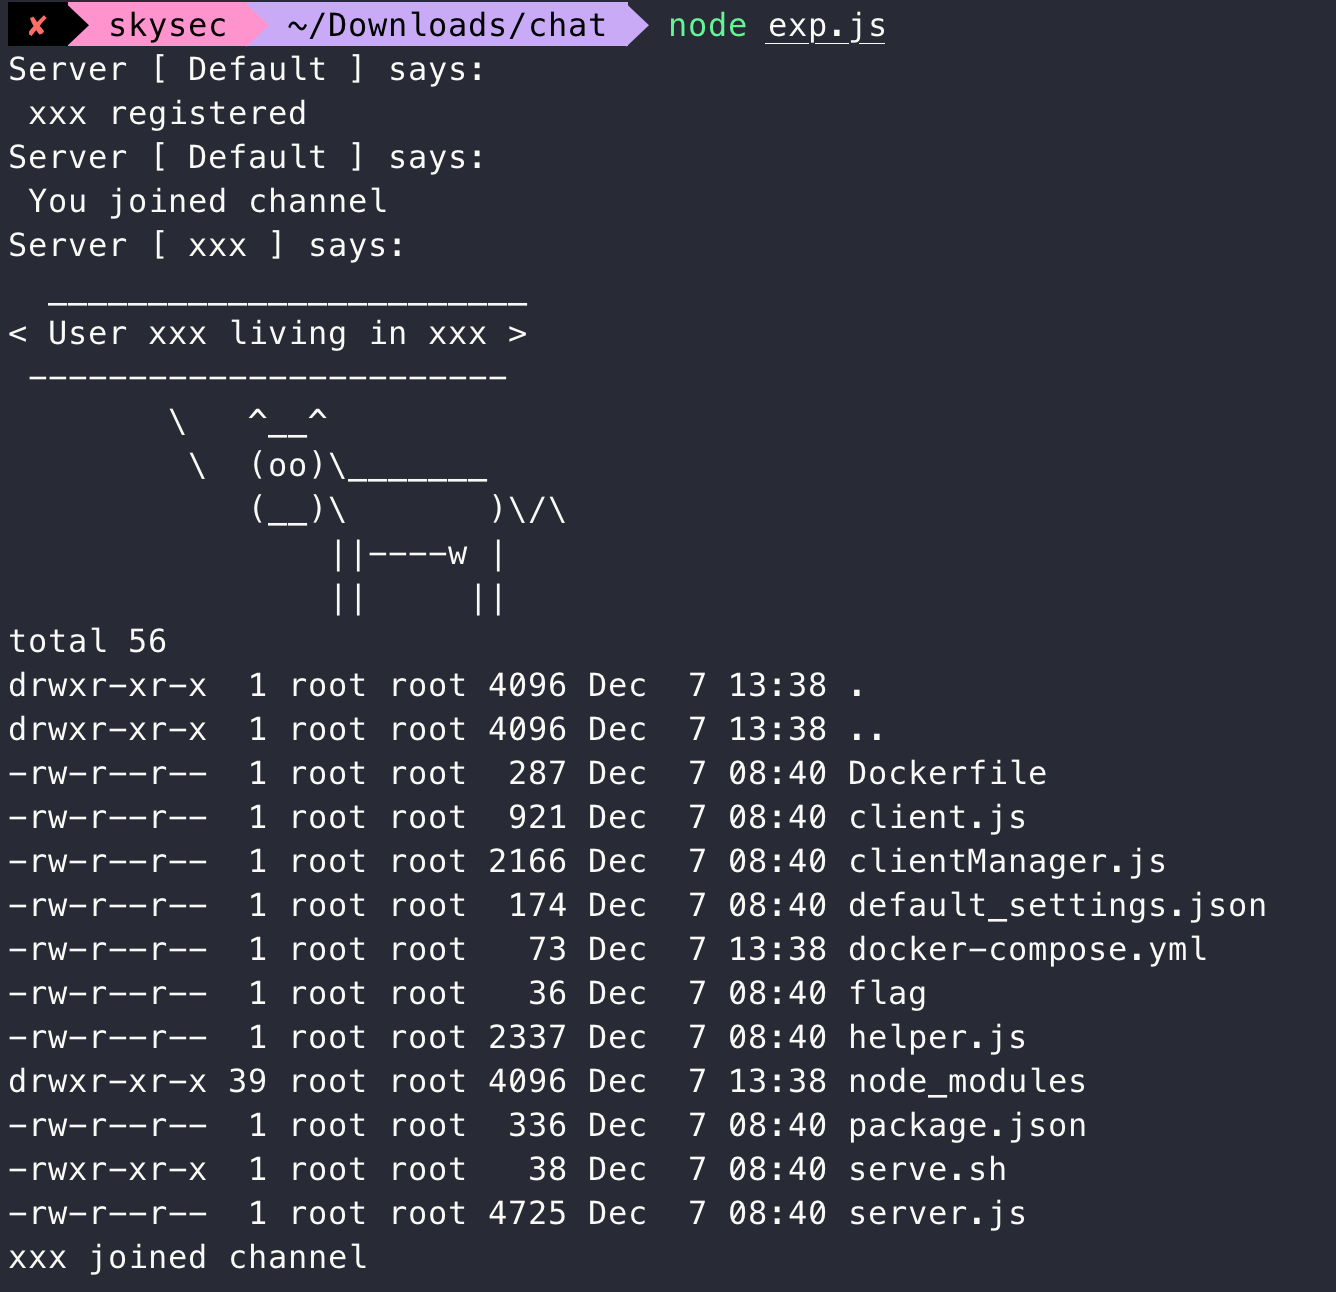 ✘ skysec ~/Downloads/chat node exp.js
Server [ Default ] says:
 xxx registered
Server [ Default ] says:
 You joined channel
Server [ xxx ] says:
  ________________________
< User xxx living in xxx >
 ------------------------
        \   ^__^
         \  (oo)\_______
            (__)\       )\/\
                ||----w |
                ||     ||
total 56
drwxr-xr-x  1 root root 4096 Dec  7 13:38 .
drwxr-xr-x  1 root root 4096 Dec  7 13:38 ..
-rw-r--r--  1 root root  287 Dec  7 08:40 Dockerfile
-rw-r--r--  1 root root  921 Dec  7 08:40 client.js
-rw-r--r--  1 root root 2166 Dec  7 08:40 clientManager.js
-rw-r--r--  1 root root  174 Dec  7 08:40 default_settings.json
-rw-r--r--  1 root root   73 Dec  7 13:38 docker-compose.yml
-rw-r--r--  1 root root   36 Dec  7 08:40 flag
-rw-r--r--  1 root root 2337 Dec  7 08:40 helper.js
drwxr-xr-x 39 root root 4096 Dec  7 13:38 node_modules
-rw-r--r--  1 root root  336 Dec  7 08:40 package.json
-rwxr-xr-x  1 root root   38 Dec  7 08:40 serve.sh
-rw-r--r--  1 root root 4725 Dec  7 08:40 server.js
xxx joined channel